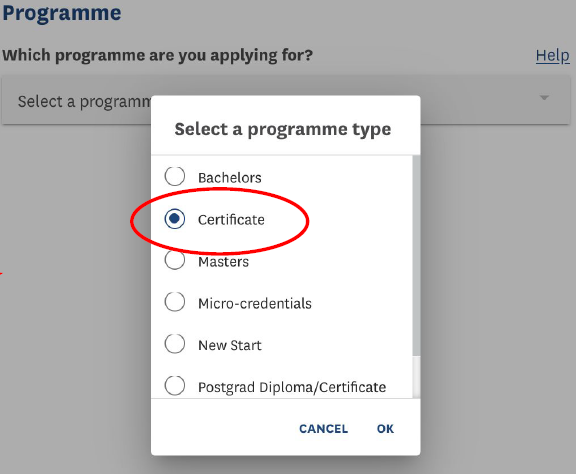 Programme
Which programme are you applying for?
Help
Select a programm
Select a programme type
Bachelors
Certificate
Masters
Micro-credentials
New Start
Postgrad Diploma/Certificate
CANCEL
OK